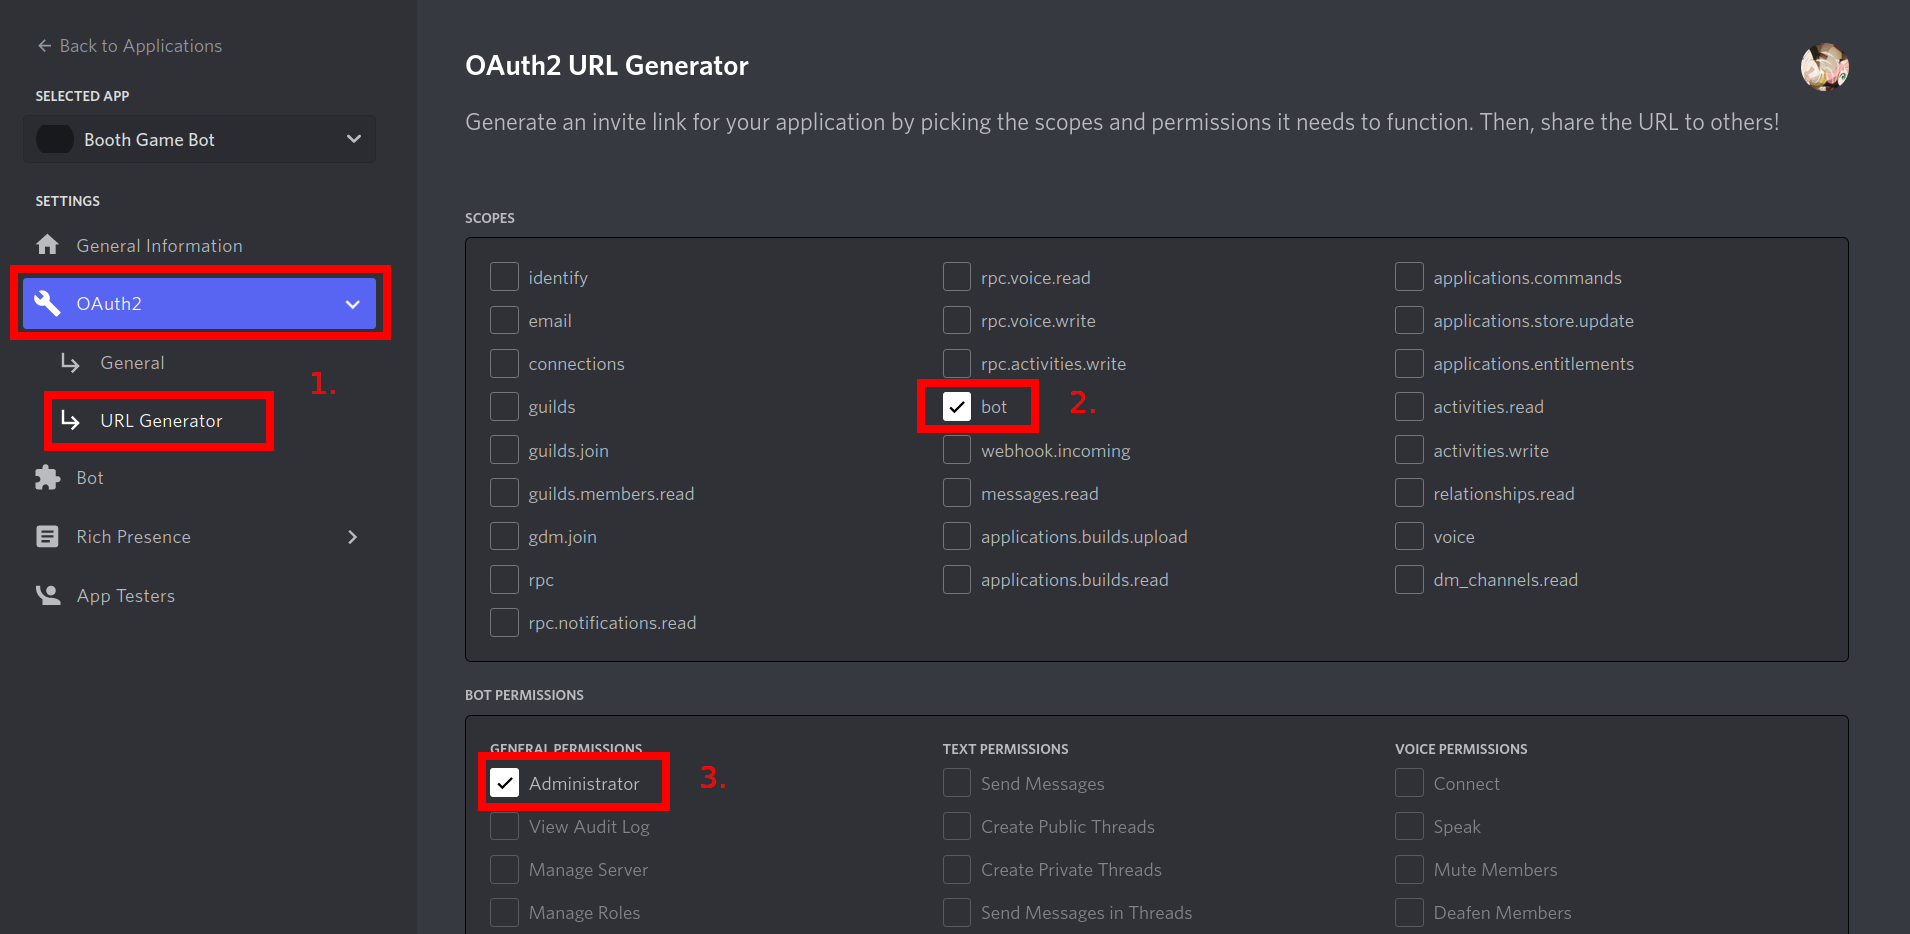 Back to Applications
SELECTED APP
Booth Game Bot
SETTINGS
General Information
OAuth2
General
1.
URL Generator
Bot
Rich Presence
App Testers
OAuth2 URL Generator
Generate an invite link for your application by picking the scopes and permissions it needs to function. Then, share the URL to others!
SCOPES
identify
email
connections
guilds
guilds.join
guilds.members.read
gdm.join
rpc
rpc.notifications.read
rpc.voice.read
rpc.voice.write
rpc.activities.write
bot 2.
webhook.incoming
messages.read
applications.builds.upload
applications.builds.read
applications.commands
applications.store.update
applications.entitlements
activities.read
activities.write
relationships.read
voice
dm_channels.read
BOT PERMISSIONS
GENERAL PERMISSIONS
Administrator 3.
View Audit Log
Manage Server
Manage Roles
TEXT PERMISSIONS
Send Messages
Create Public Threads
Create Private Threads
Send Messages in Threads
VOICE PERMISSIONS
Connect
Speak
Mute Members
Deafen Members